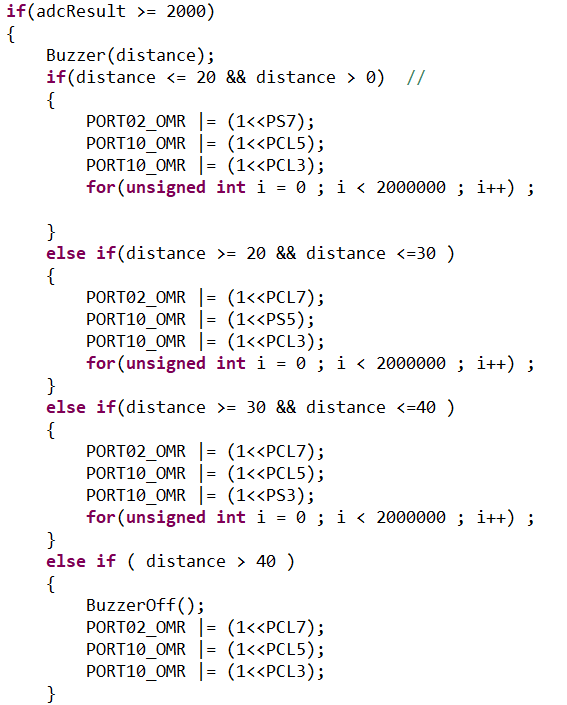 if(adcResult >= 2000)
{
    Buzzer(distance);
    if(distance <= 20 && distance > 0)  //
    {
        PORT02_OMR |= (1<<PS7);
        PORT10_OMR |= (1<<PCL5);
        PORT10_OMR |= (1<<PCL3);
        for(unsigned int i = 0 ; i < 2000000 ; i++) ;

    }
    else if(distance >= 20 && distance <=30 )
    {
        PORT02_OMR |= (1<<PCL7);
        PORT10_OMR |= (1<<PS5);
        PORT10_OMR |= (1<<PCL3);
        for(unsigned int i = 0 ; i < 2000000 ; i++) ;
    }
    else if(distance >= 30 && distance <=40 )
    {
        PORT02_OMR |= (1<<PCL7);
        PORT10_OMR |= (1<<PCL5);
        PORT10_OMR |= (1<<PS3);
        for(unsigned int i = 0 ; i < 2000000 ; i++) ;
    }
    else if ( distance > 40 )
    {
        BuzzerOff();
        PORT02_OMR |= (1<<PCL7);
        PORT10_OMR |= (1<<PCL5);
        PORT10_OMR |= (1<<PCL3);
    }